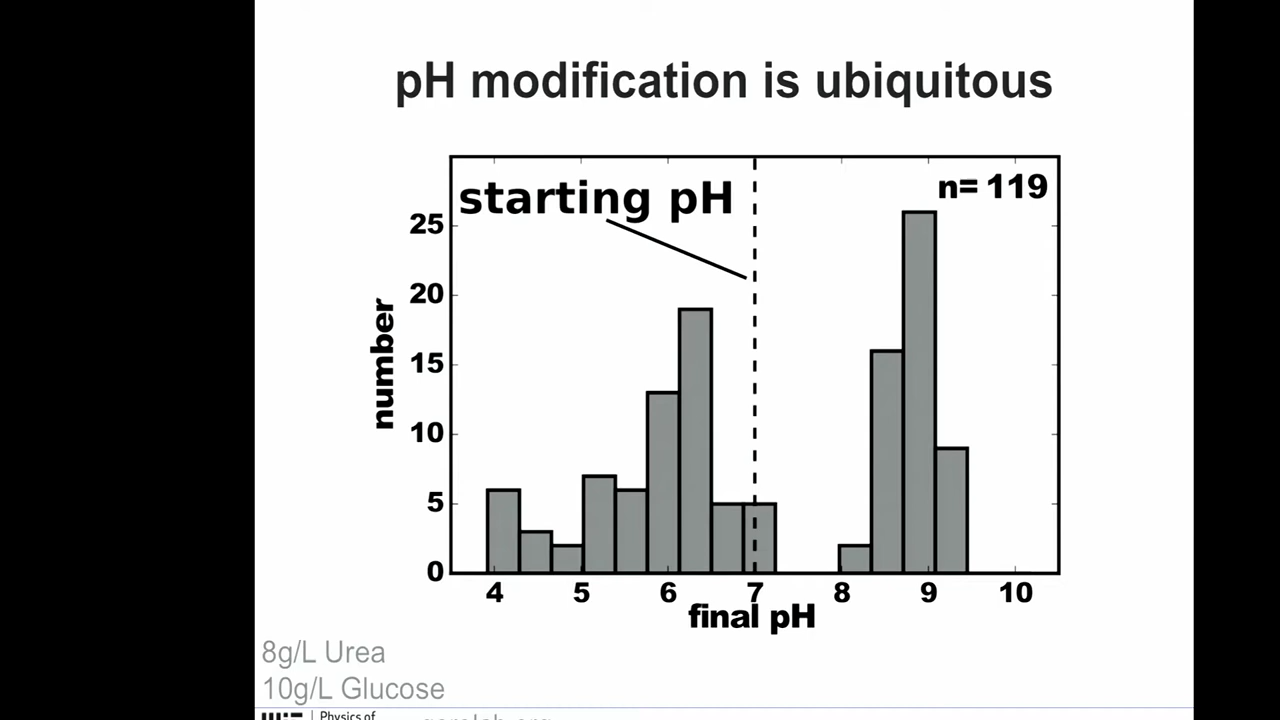 pH modification is ubiquitous
starting pH
n= 119
25
20
15
10
5
0
number
4 5 6 7 8 9 10
final pH
8g/L Urea
10g/L Glucose
Physics of